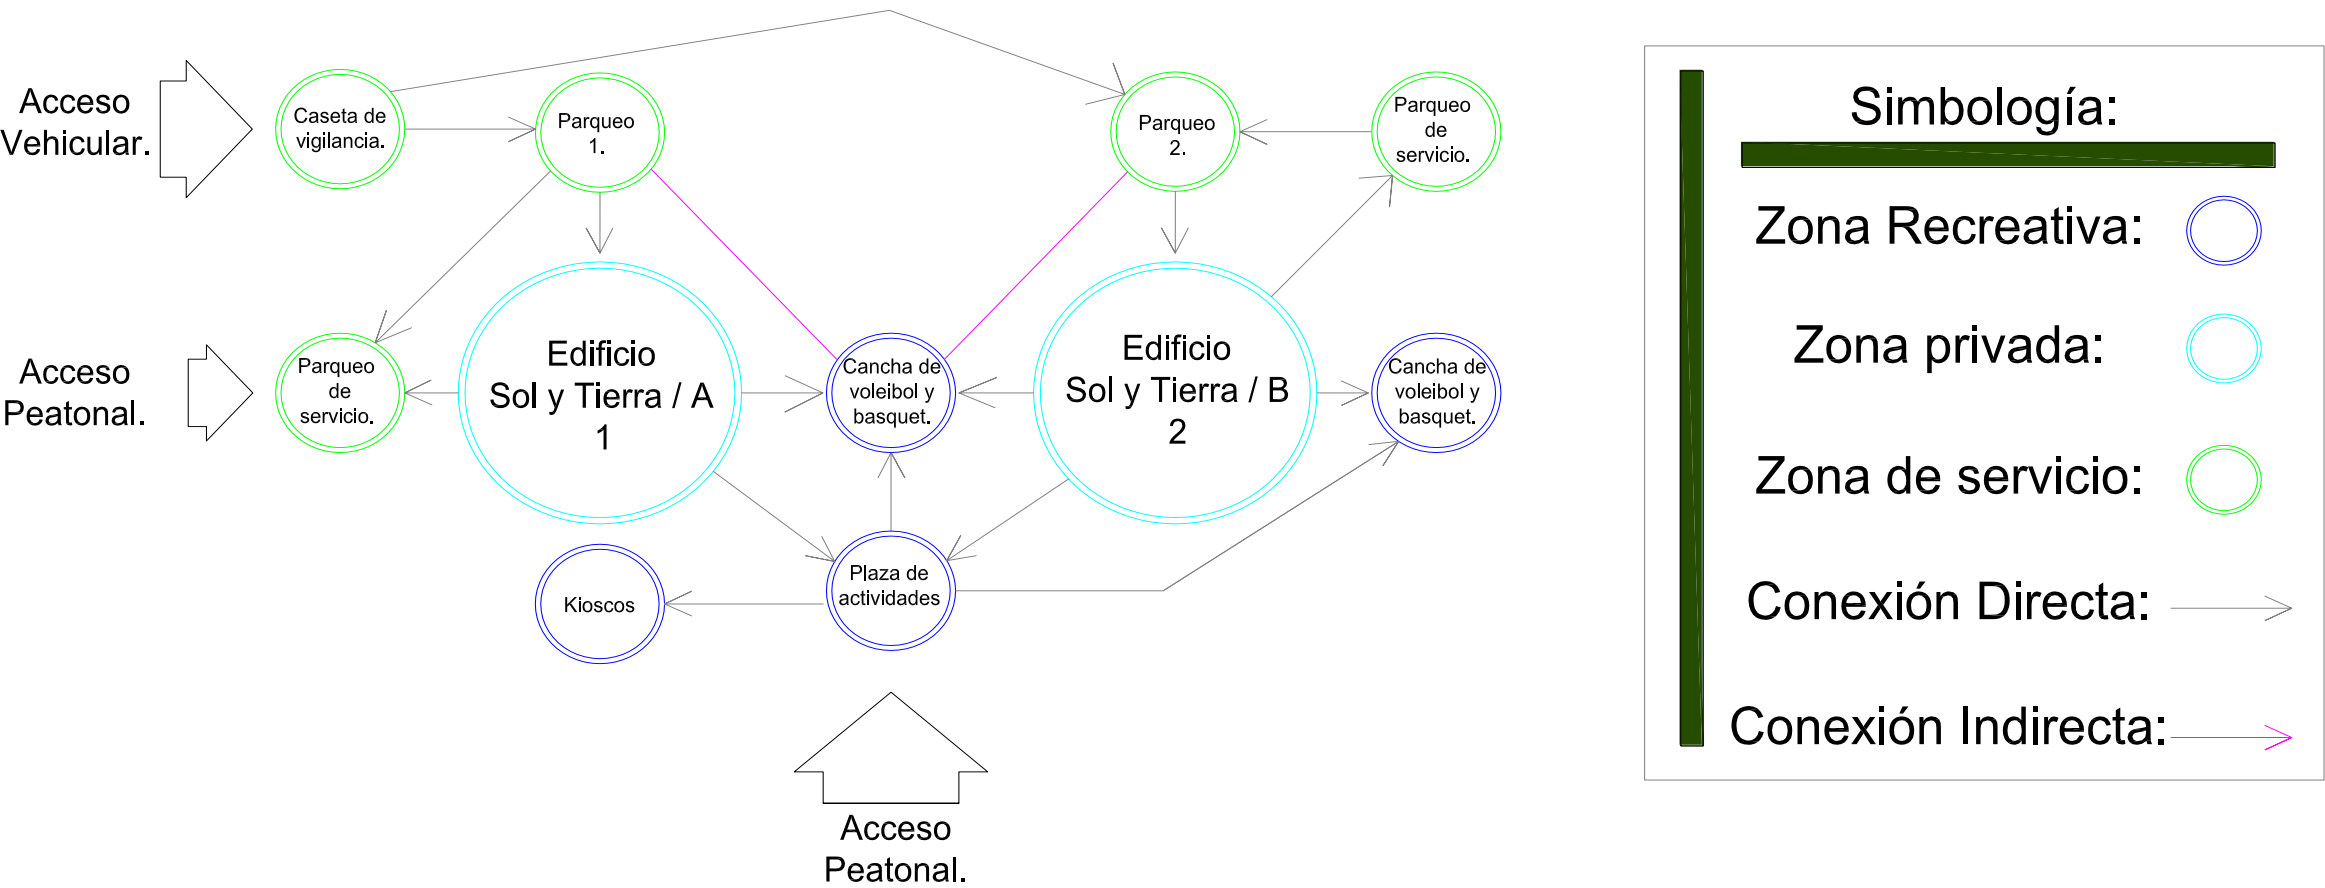 Acceso
Vehicular.
Caseta de
vigilancia.
Parqueo
1.
Parqueo
2.
Parqueo
de
servicio.
Acceso
Peatonal.
Parqueo
de
servicio.
Edificio
Sol y Tierra / A
1
Cancha de
voleibol y
basquet.
Edificio
Sol y Tierra / B
2
Cancha de
voleibol y
basquet.
Kioscos
Plaza de
actividades
Acceso
Peatonal.
Simbología:
Zona Recreativa:
Zona privada:
Zona de servicio:
Conexión Directa:
Conexión Indirecta: